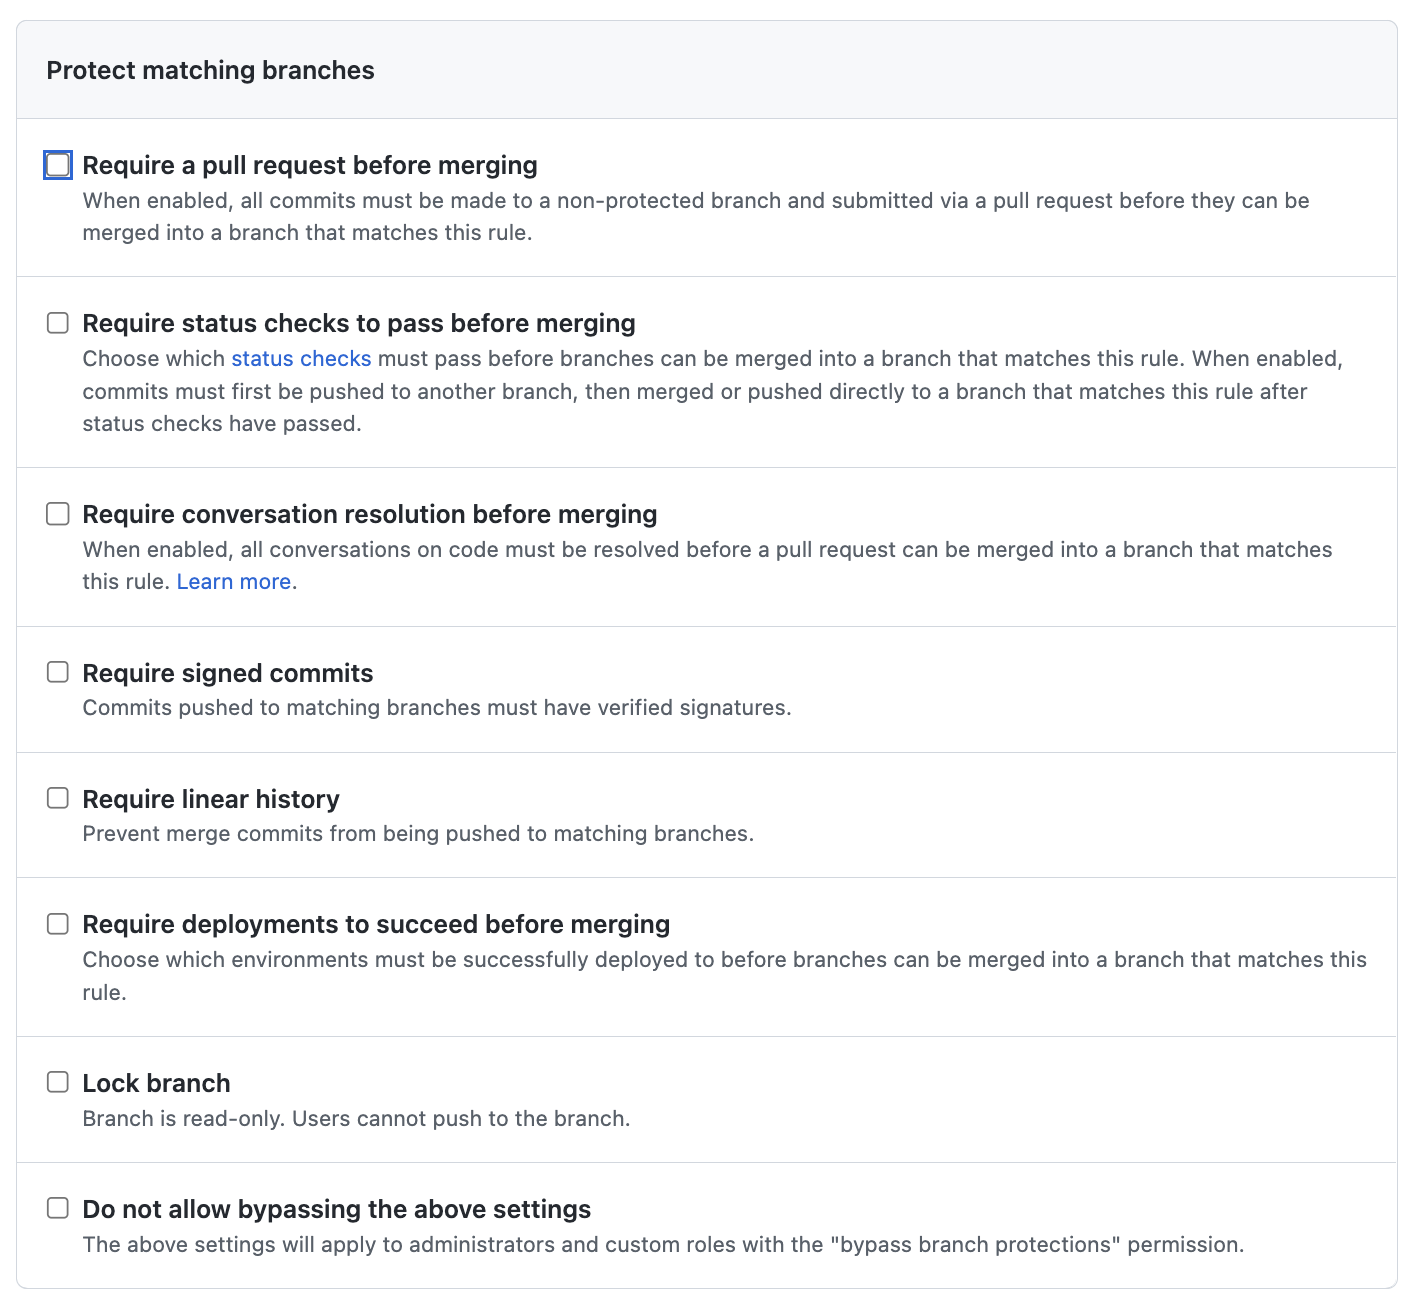 Protect matching branches
Require a pull request before merging
When enabled, all commits must be made to a non-protected branch and submitted via a pull request before they can be
merged into a branch that matches this rule.
Require status checks to pass before merging
Choose which status checks must pass before branches can be merged into a branch that matches this rule. When enabled,
commits must first be pushed to another branch, then merged or pushed directly to a branch that matches this rule after
status checks have passed.
Require conversation resolution before merging
When enabled, all conversations on code must be resolved before a pull request can be merged into a branch that matches
this rule. Learn more.
Require signed commits
Commits pushed to matching branches must have verified signatures.
Require linear history
Prevent merge commits from being pushed to matching branches.
Require deployments to succeed before merging
Choose which environments must be successfully deployed to before branches can be merged into a branch that matches this
rule.
Lock branch
Branch is read-only. Users cannot push to the branch.
Do not allow bypassing the above settings
The above settings will apply to administrators and custom roles with the "bypass branch protections" permission.